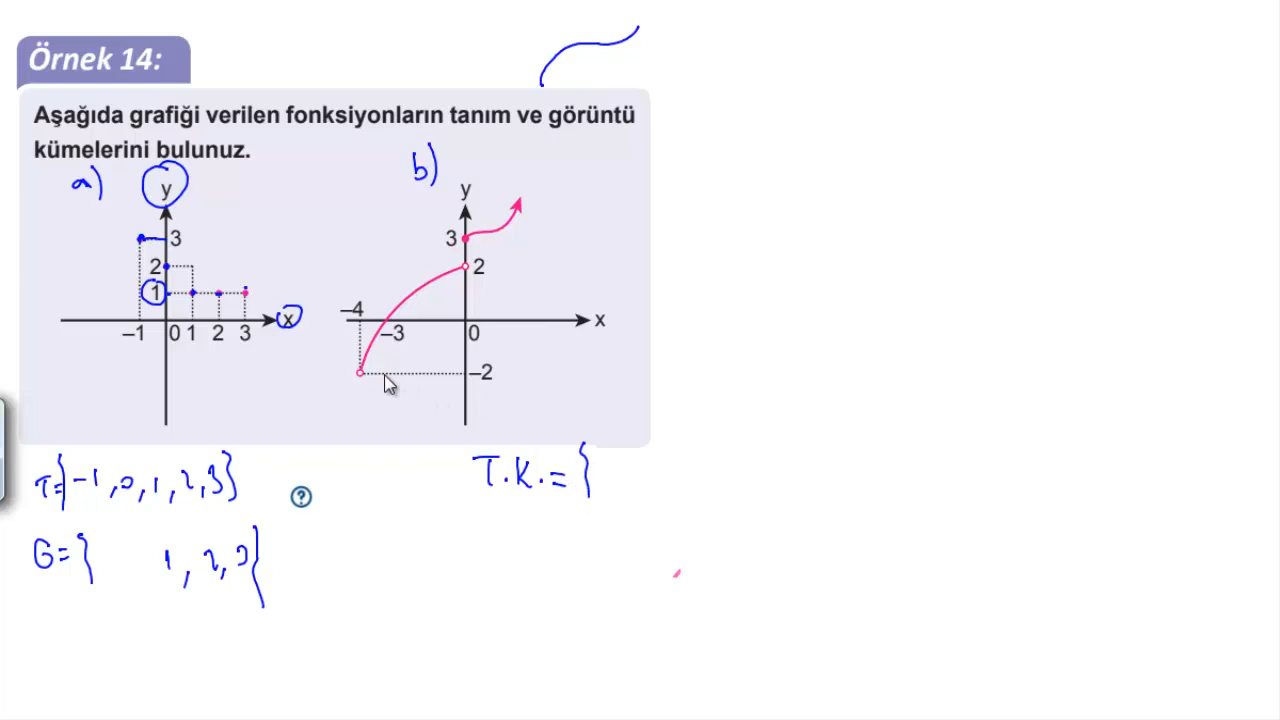 Örnek 14:
Aşağıda grafiği verilen fonksiyonların tanım ve görüntü
kümelerini bulunuz.
a)
y
3
2
1
x
–1 0 1 2 3
b)
y
3
2
–4
x
–3 0
–2
T={-1, 0, 1, 2, 3}
T.K.={
G={ 1, 2, 3}